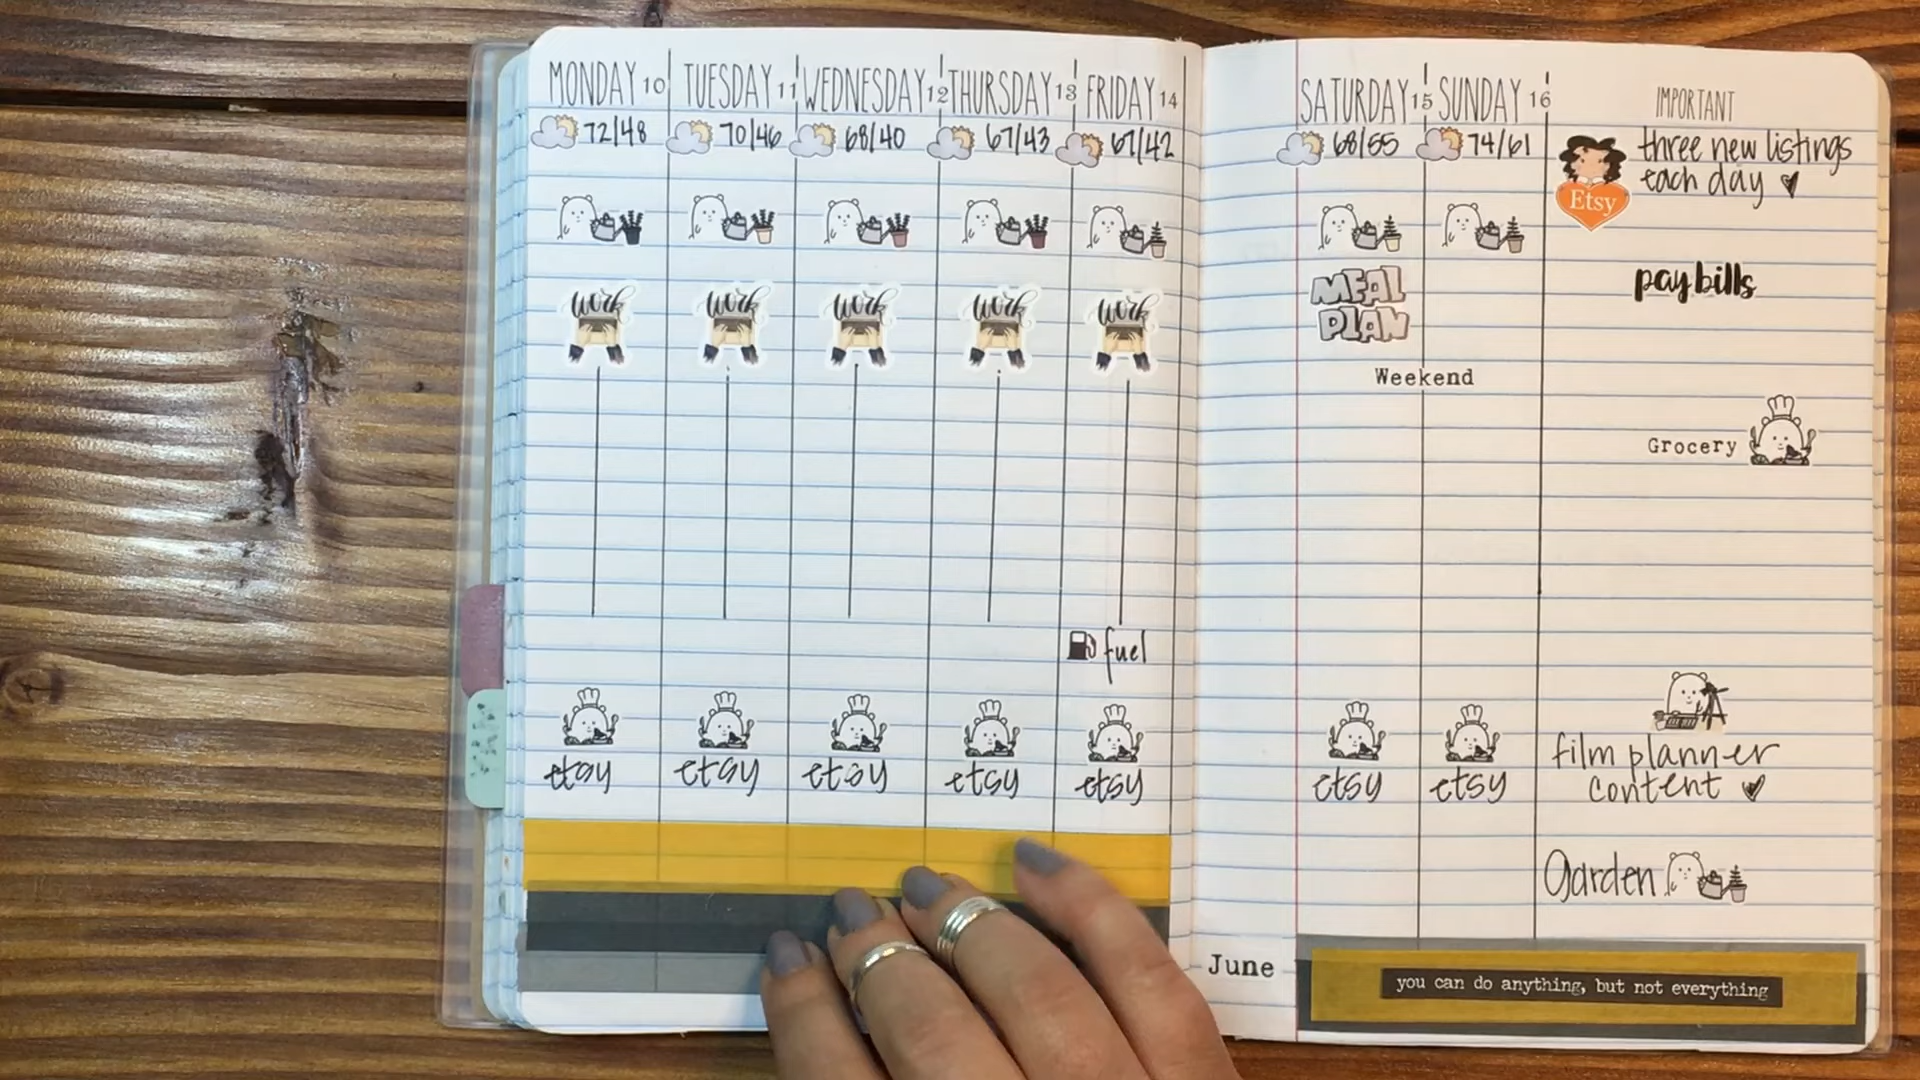 MONDAY 10 TUESDAY 11 WEDNESDAY 12 THURSDAY 13 FRIDAY 14
72/48 70/46 68/40 67/43 67/42
work work work work work
fuel
etsy etsy etsy etsy etsy
SATURDAY 15 SUNDAY 16 IMPORTANT
68/55 74/61
three new listings
each day
Etsy
MEAL
PLAN
pay bills
Weekend
Grocery
etsy etsy
film planner
content
Garden
June
you can do anything, but not everything